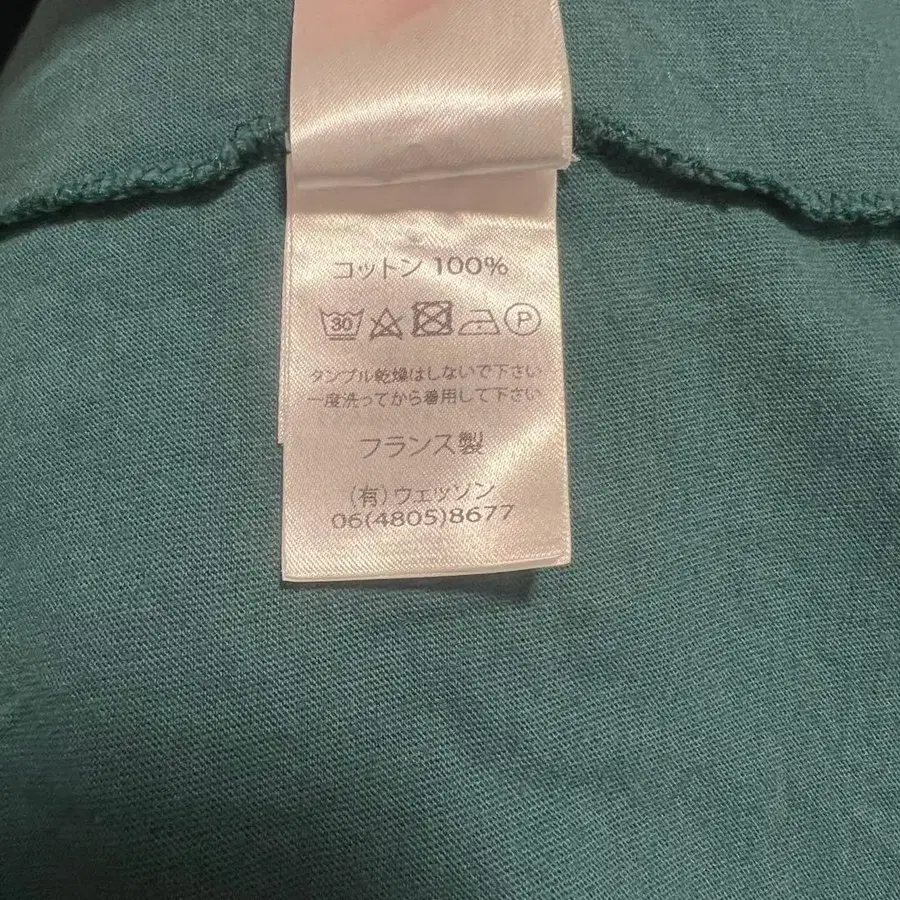 コットン 100%
30 P
タンブル乾燥はしないで下さい
一度洗ってから着用して下さい
フランス製
(有)ウェッソン
06(4805)8677